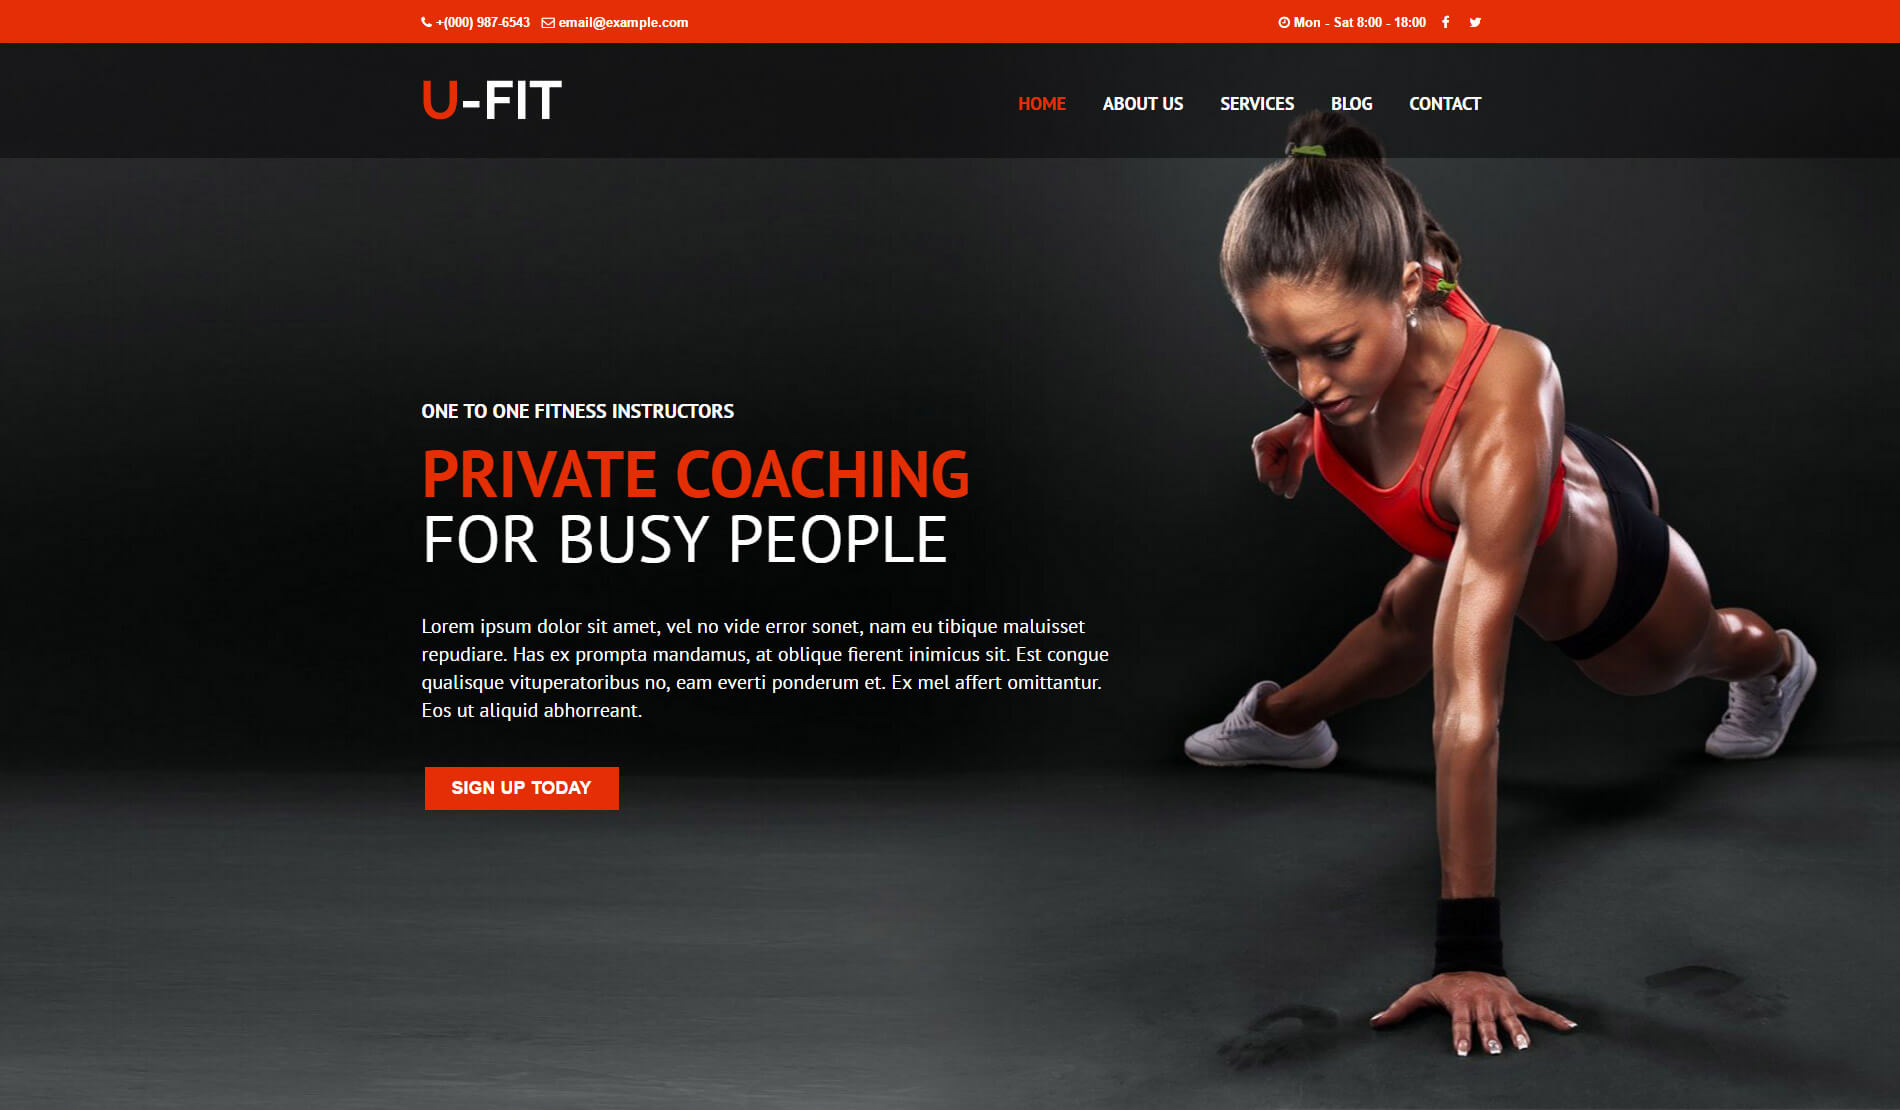 +(000) 987-6543 email@example.com Mon - Sat 8:00 - 18:00
U-FIT
HOME ABOUT US SERVICES BLOG CONTACT
ONE TO ONE FITNESS INSTRUCTORS
PRIVATE COACHING
FOR BUSY PEOPLE
Lorem ipsum dolor sit amet, vel no vide error sonet, nam eu tibique maluisset
repudiare. Has ex prompta mandamus, at oblique fierent inimicus sit. Est congue
qualisque vituperatoribus no, eam everti ponderum et. Ex mel affert omittantur.
Eos ut aliquid abhorreant.
SIGN UP TODAY